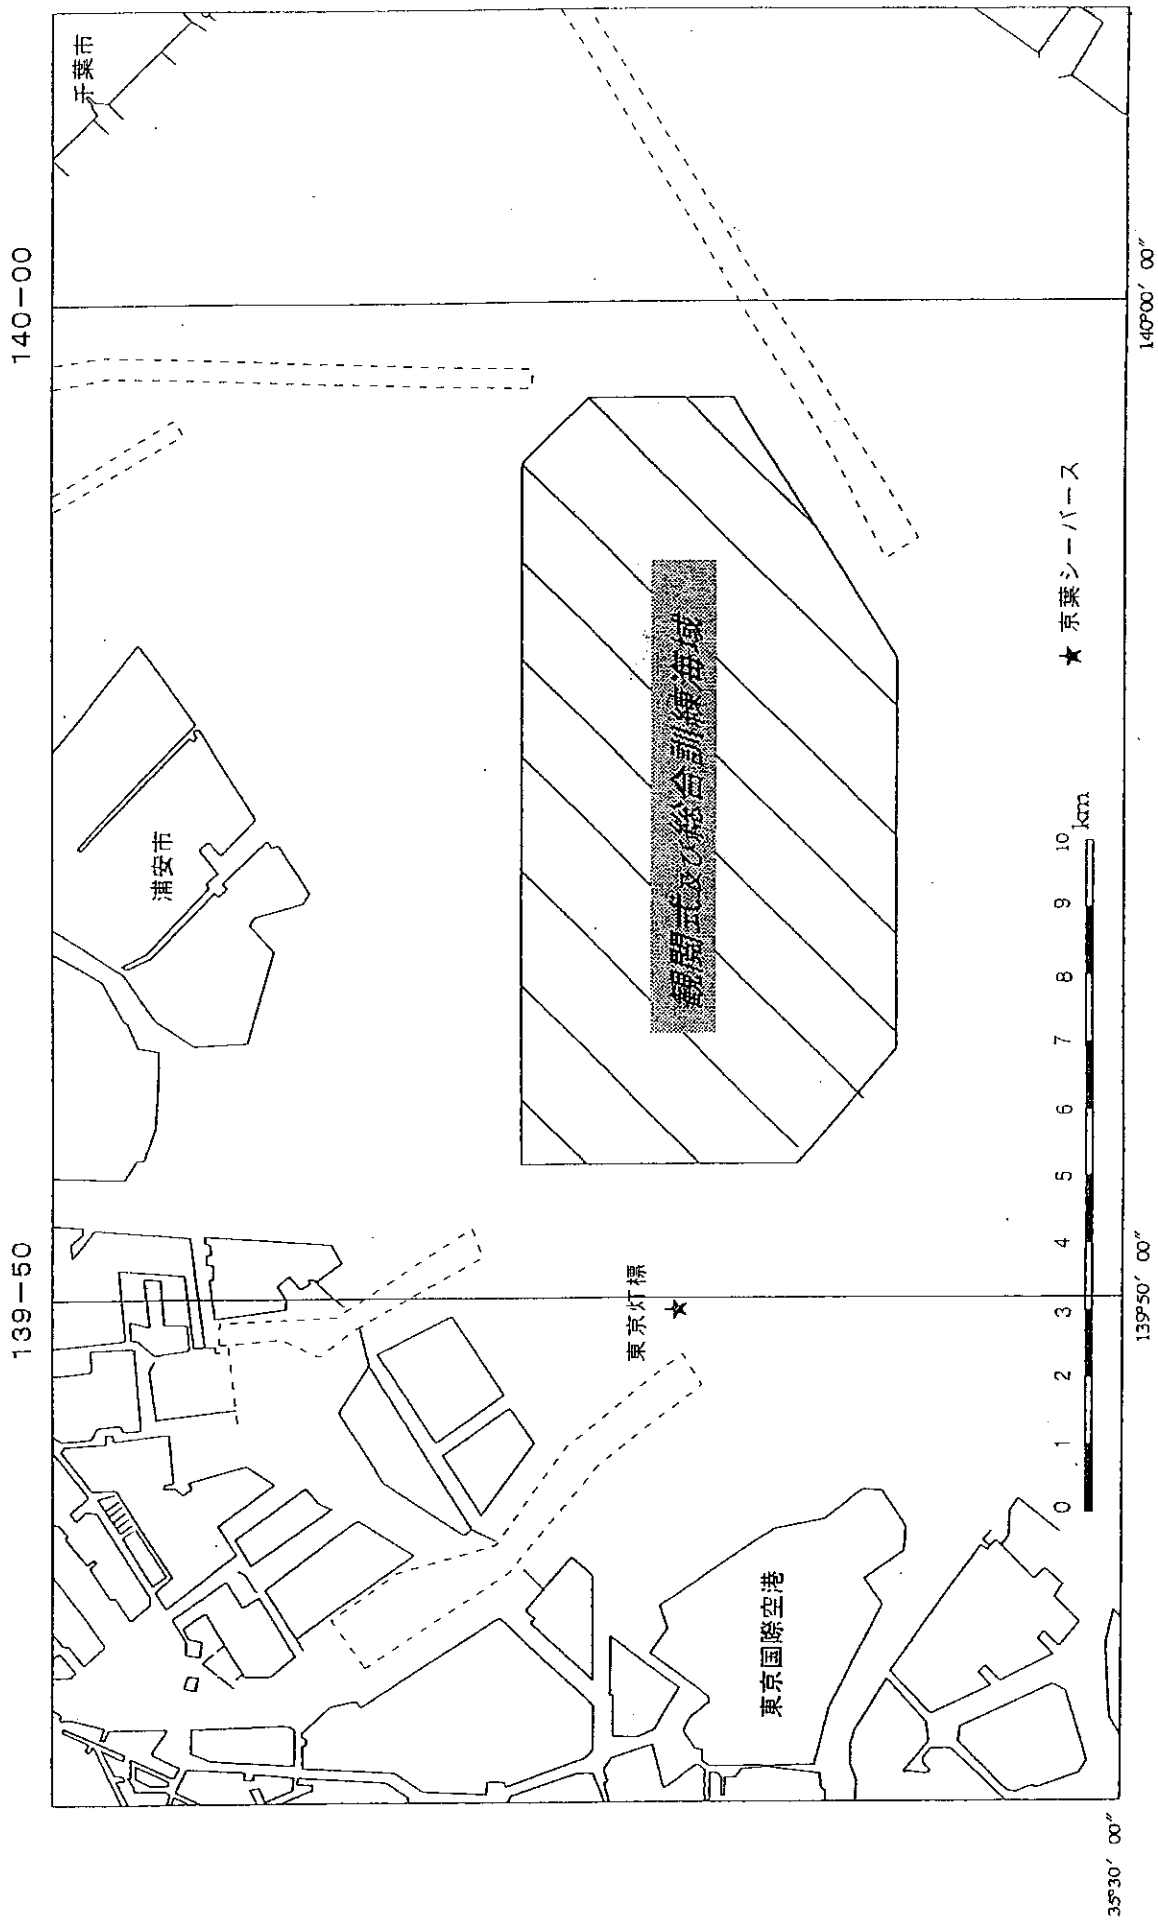 139-50
140-00
千葉市
浦安市
観閲式及び総合訓練海域
東京灯標
★
東京国際空港
★ 京葉シーバース
0 1 2 3 4 5 6 7 8 9 10
km
35°30′ 00″
139°50′ 00″
140°00′ 00″